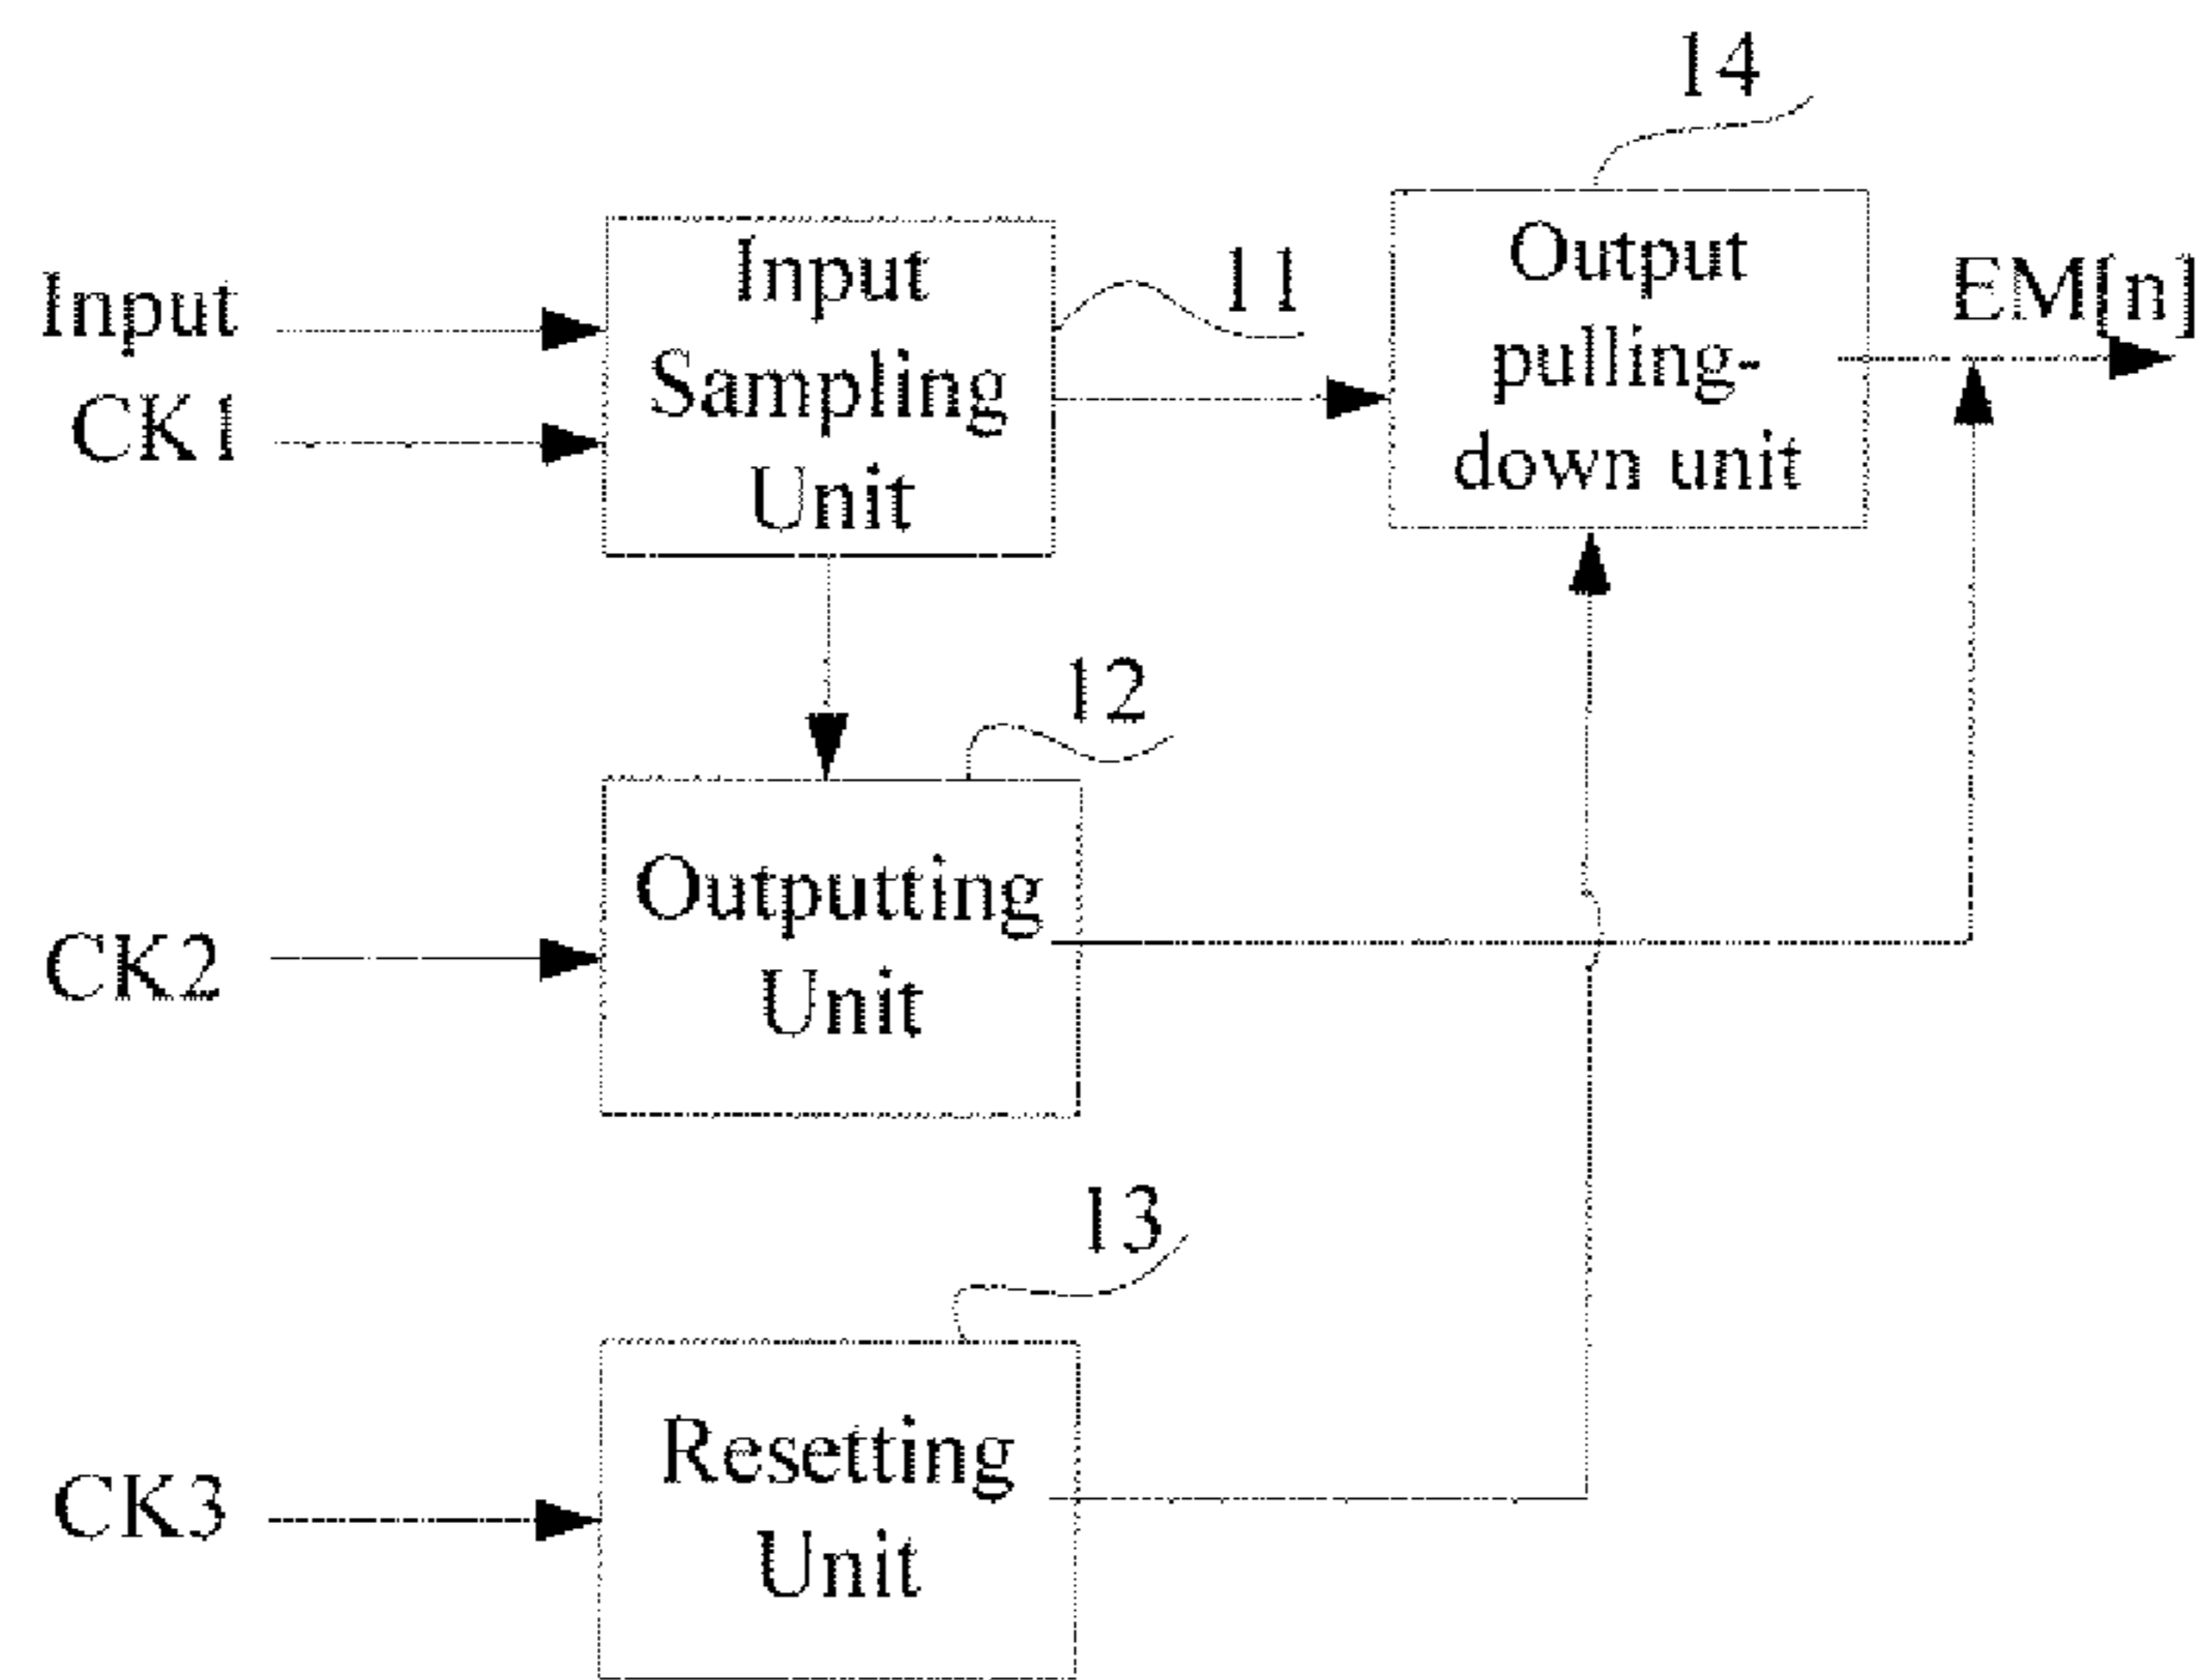 14
Input
Sampling
Unit
11
Output
pulling-
down unit
EM[n]
Input
CK1
12
Outputting
Unit
CK2
13
Resetting
Unit
CK3